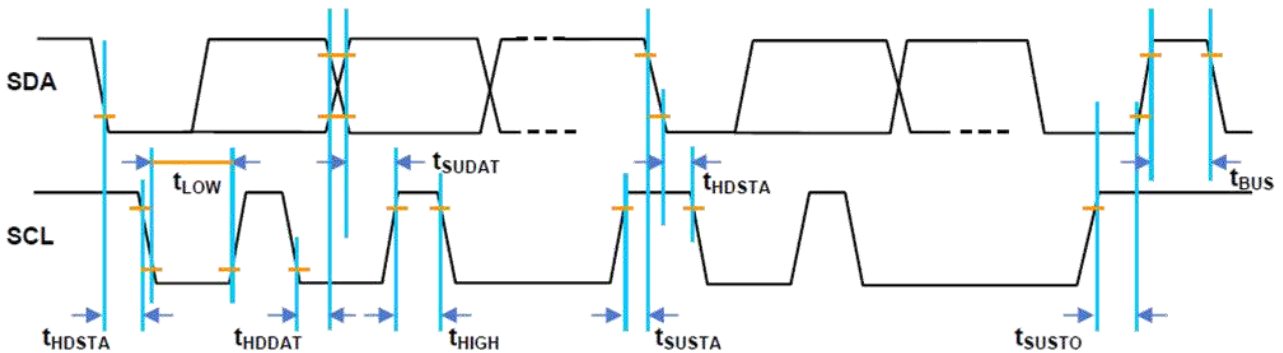 SDA
tSUDAT
tHDSTA
tLOW
tBUS
SCL
tHDSTA
tHDDAT
tHIGH
tSUSTA
tSUSTO